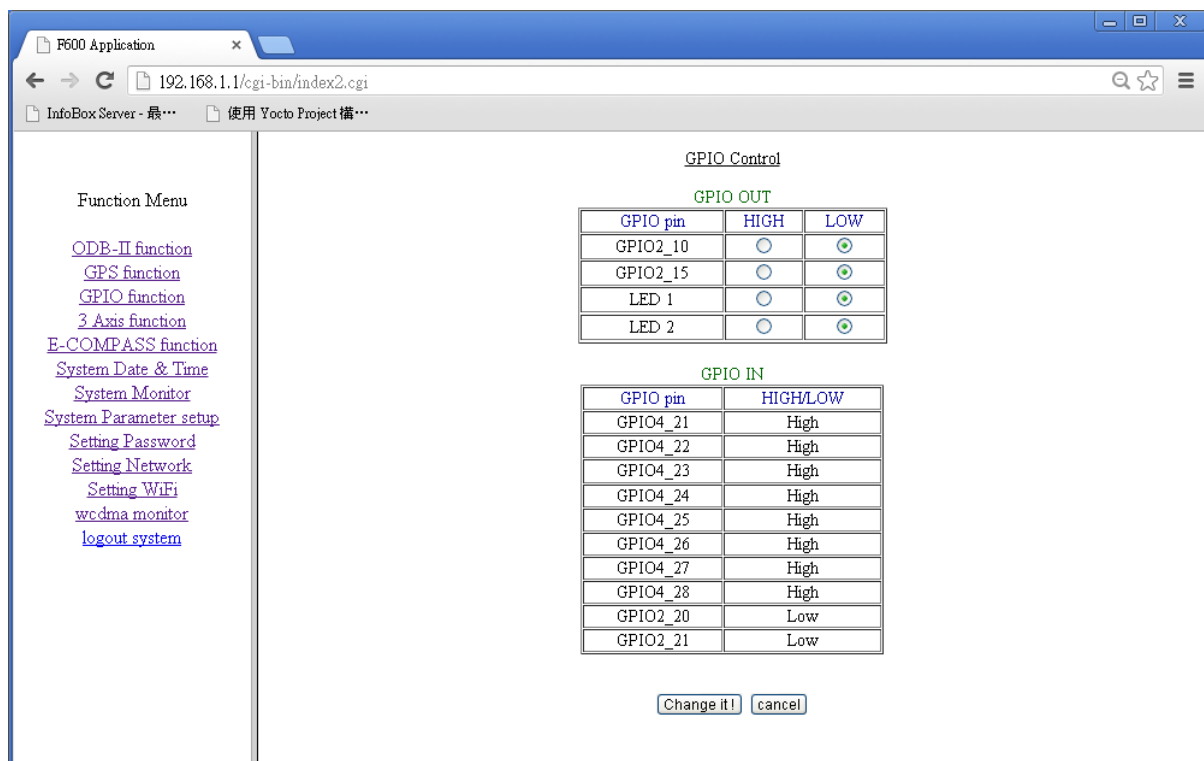 F600 Application
192.168.1.1/cgi-bin/index2.cgi
InfoBox Server - 最… 使用 Yocto Project 構…
Function Menu
ODB-II function
GPS function
GPIO function
3 Axis function
E-COMPASS function
System Date & Time
System Monitor
System Parameter setup
Setting Password
Setting Network
Setting WiFi
wcdma monitor
logout system
GPIO Control
GPIO OUT
GPIO pin HIGH LOW
GPIO2_10
GPIO2_15
LED 1
LED 2
GPIO IN
GPIO pin HIGH/LOW
GPIO4_21 High
GPIO4_22 High
GPIO4_23 High
GPIO4_24 High
GPIO4_25 High
GPIO4_26 High
GPIO4_27 High
GPIO4_28 High
GPIO2_20 Low
GPIO2_21 Low
Change it ! cancel